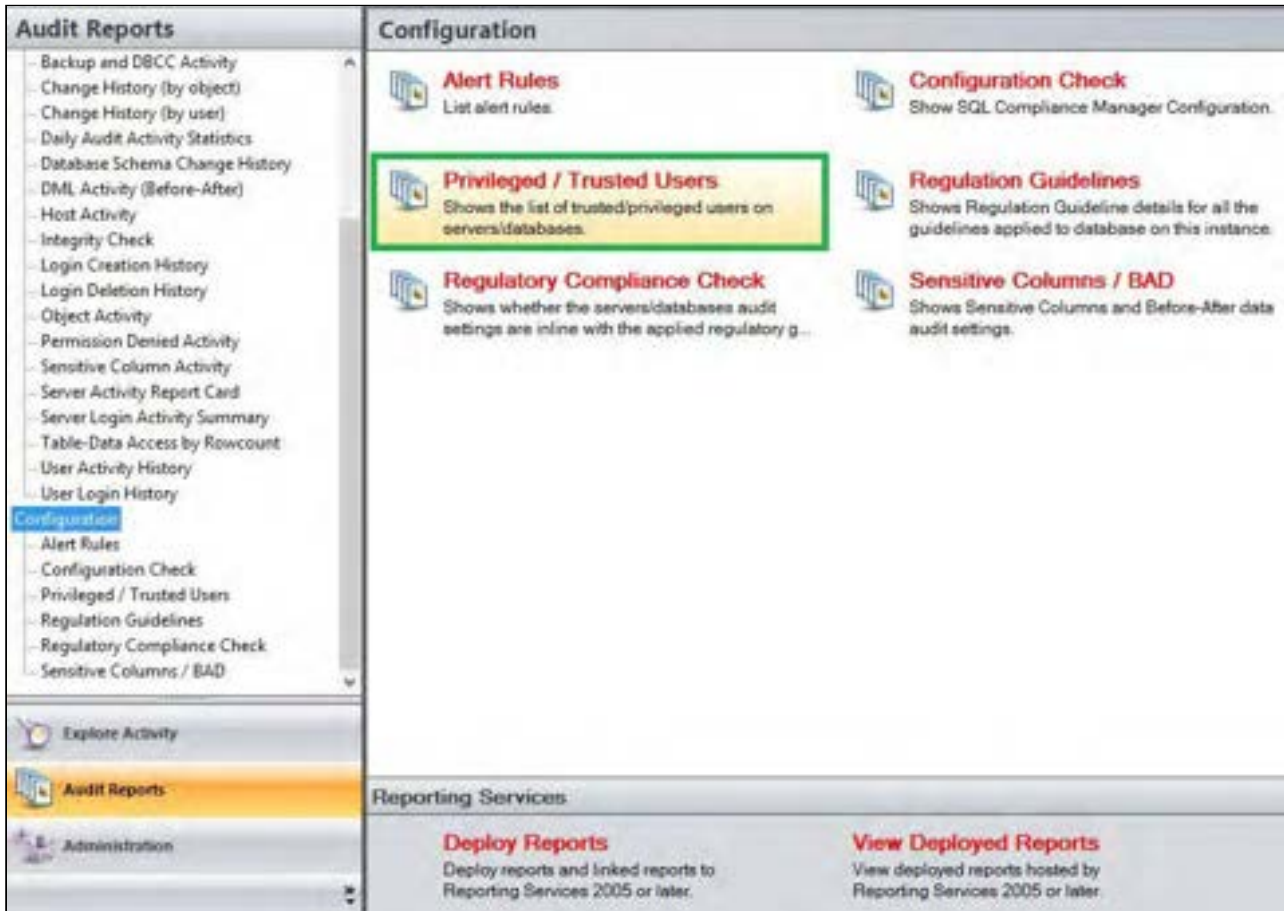 Audit Reports
Backup and DBCC Activity
Change History (by object)
Change History (by user)
Daily Audit Activity Statistics
Database Schema Change History
DML Activity (Before-After)
Host Activity
Integrity Check
Login Creation History
Login Deletion History
Object Activity
Permission Denied Activity
Sensitive Column Activity
Server Activity Report Card
Server Login Activity Summary
Table-Data Access by Rowcount
User Activity History
User Login History
Configuration
Alert Rules
Configuration Check
Privileged / Trusted Users
Regulation Guidelines
Regulatory Compliance Check
Sensitive Columns / BAD
Explore Activity
Audit Reports
Administration
Configuration
Alert Rules
List alert rules.
Configuration Check
Show SQL Compliance Manager Configuration.
Privileged / Trusted Users
Shows the list of trusted/privileged users on
servers/databases.
Regulation Guidelines
Shows Regulation Guideline details for all the
guidelines applied to database on this instance.
Regulatory Compliance Check
Shows whether the servers/databases audit
settings are inline with the applied regulatory g...
Sensitive Columns / BAD
Shows Sensitive Columns and Before-After data
audit settings.
Reporting Services
Deploy Reports
Deploy reports and linked reports to
Reporting Services 2005 or later.
View Deployed Reports
View deployed reports hosted by
Reporting Services 2005 or later.